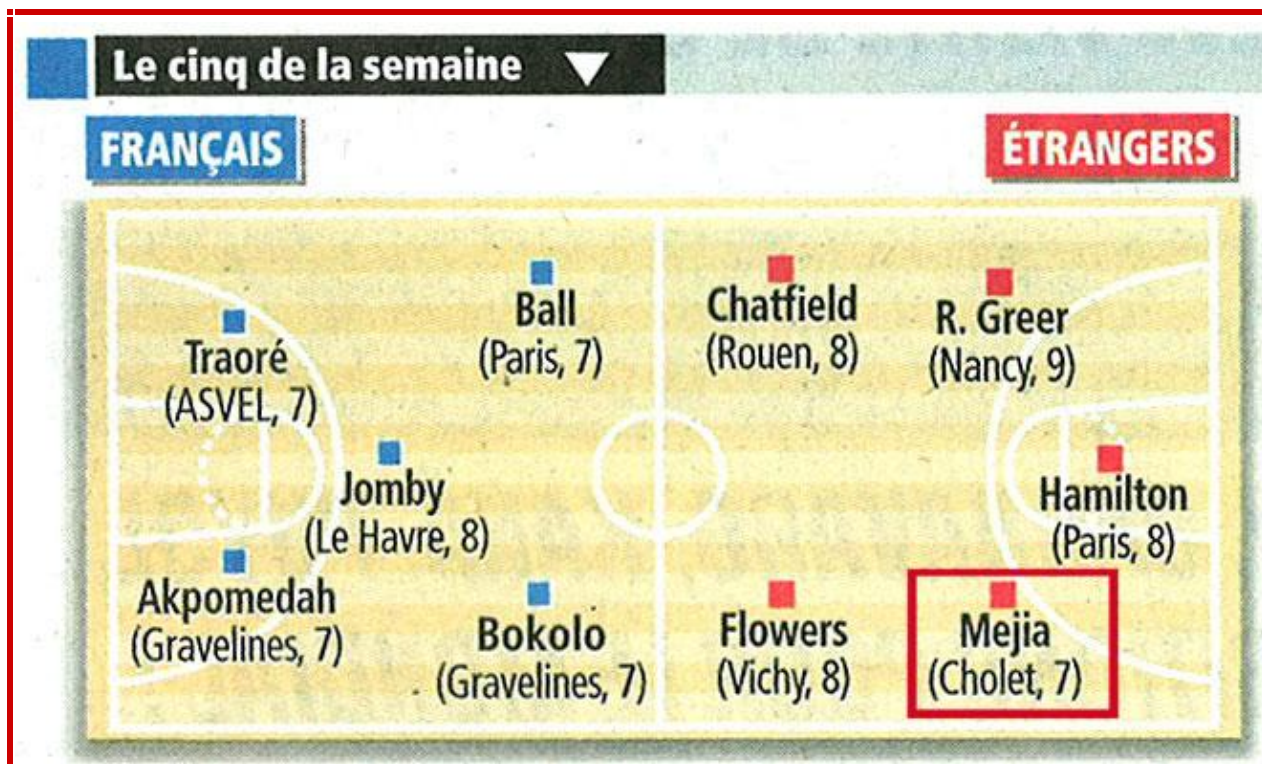 Le cinq de la semaine
FRANÇAIS
ÉTRANGERS
Traoré
(ASVEL, 7)
Ball
(Paris, 7)
Jomby
(Le Havre, 8)
Akpomedah
(Gravelines, 7)
Bokolo
(Gravelines, 7)
Chatfield
(Rouen, 8)
R. Greer
(Nancy, 9)
Hamilton
(Paris, 8)
Flowers
(Vichy, 8)
Mejia
(Cholet, 7)